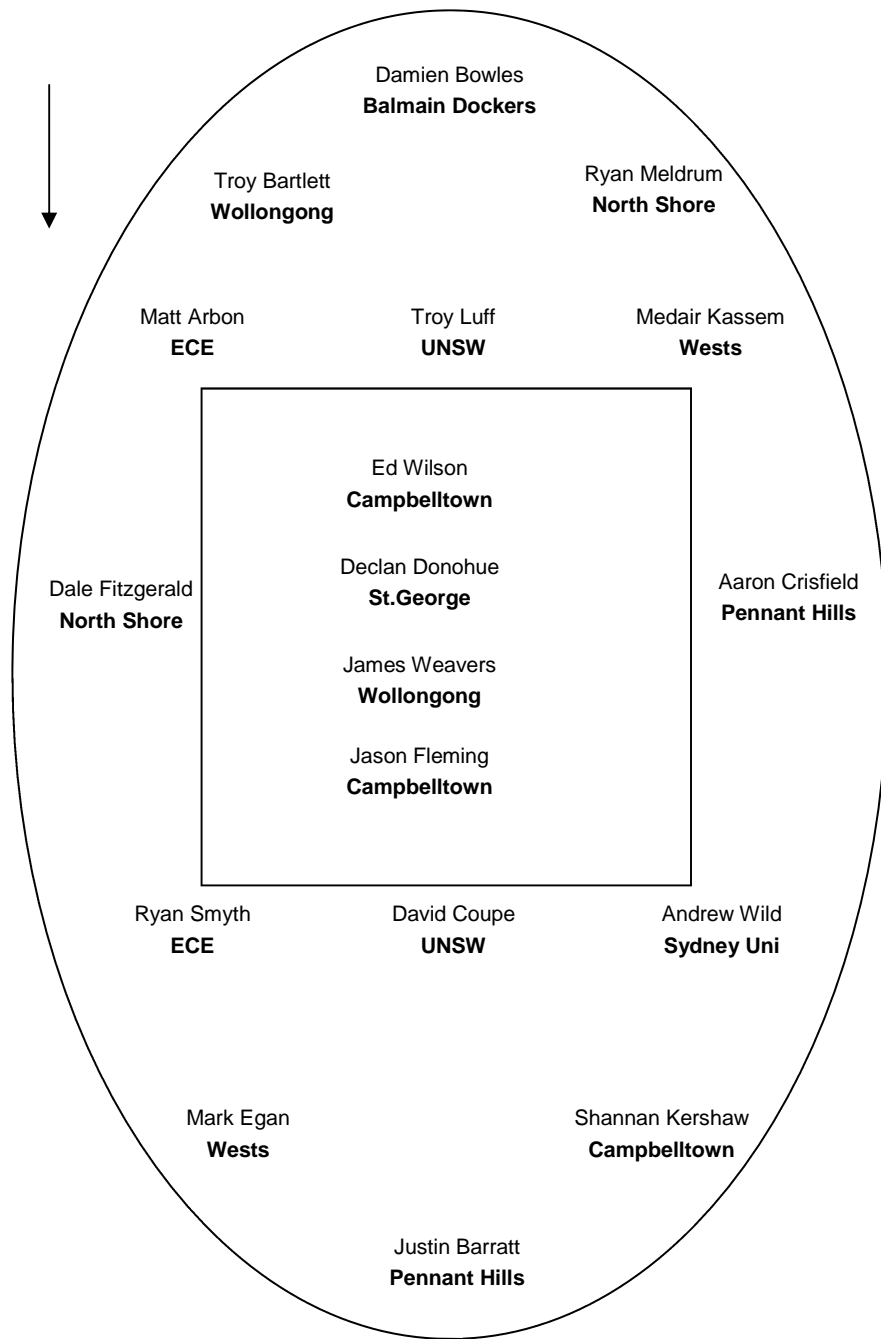 Damien Bowles
Balmain Dockers
Troy Bartlett
Wollongong
Ryan Meldrum
North Shore
Matt Arbon
ECE
Troy Luff
UNSW
Medair Kassem
Wests
Ed Wilson
Campbelltown
Dale Fitzgerald
North Shore
Declan Donohue
St.George
Aaron Crisfield
Pennant Hills
James Weavers
Wollongong
Jason Fleming
Campbelltown
Ryan Smyth
ECE
David Coupe
UNSW
Andrew Wild
Sydney Uni
Mark Egan
Wests
Shannan Kershaw
Campbelltown
Justin Barratt
Pennant Hills